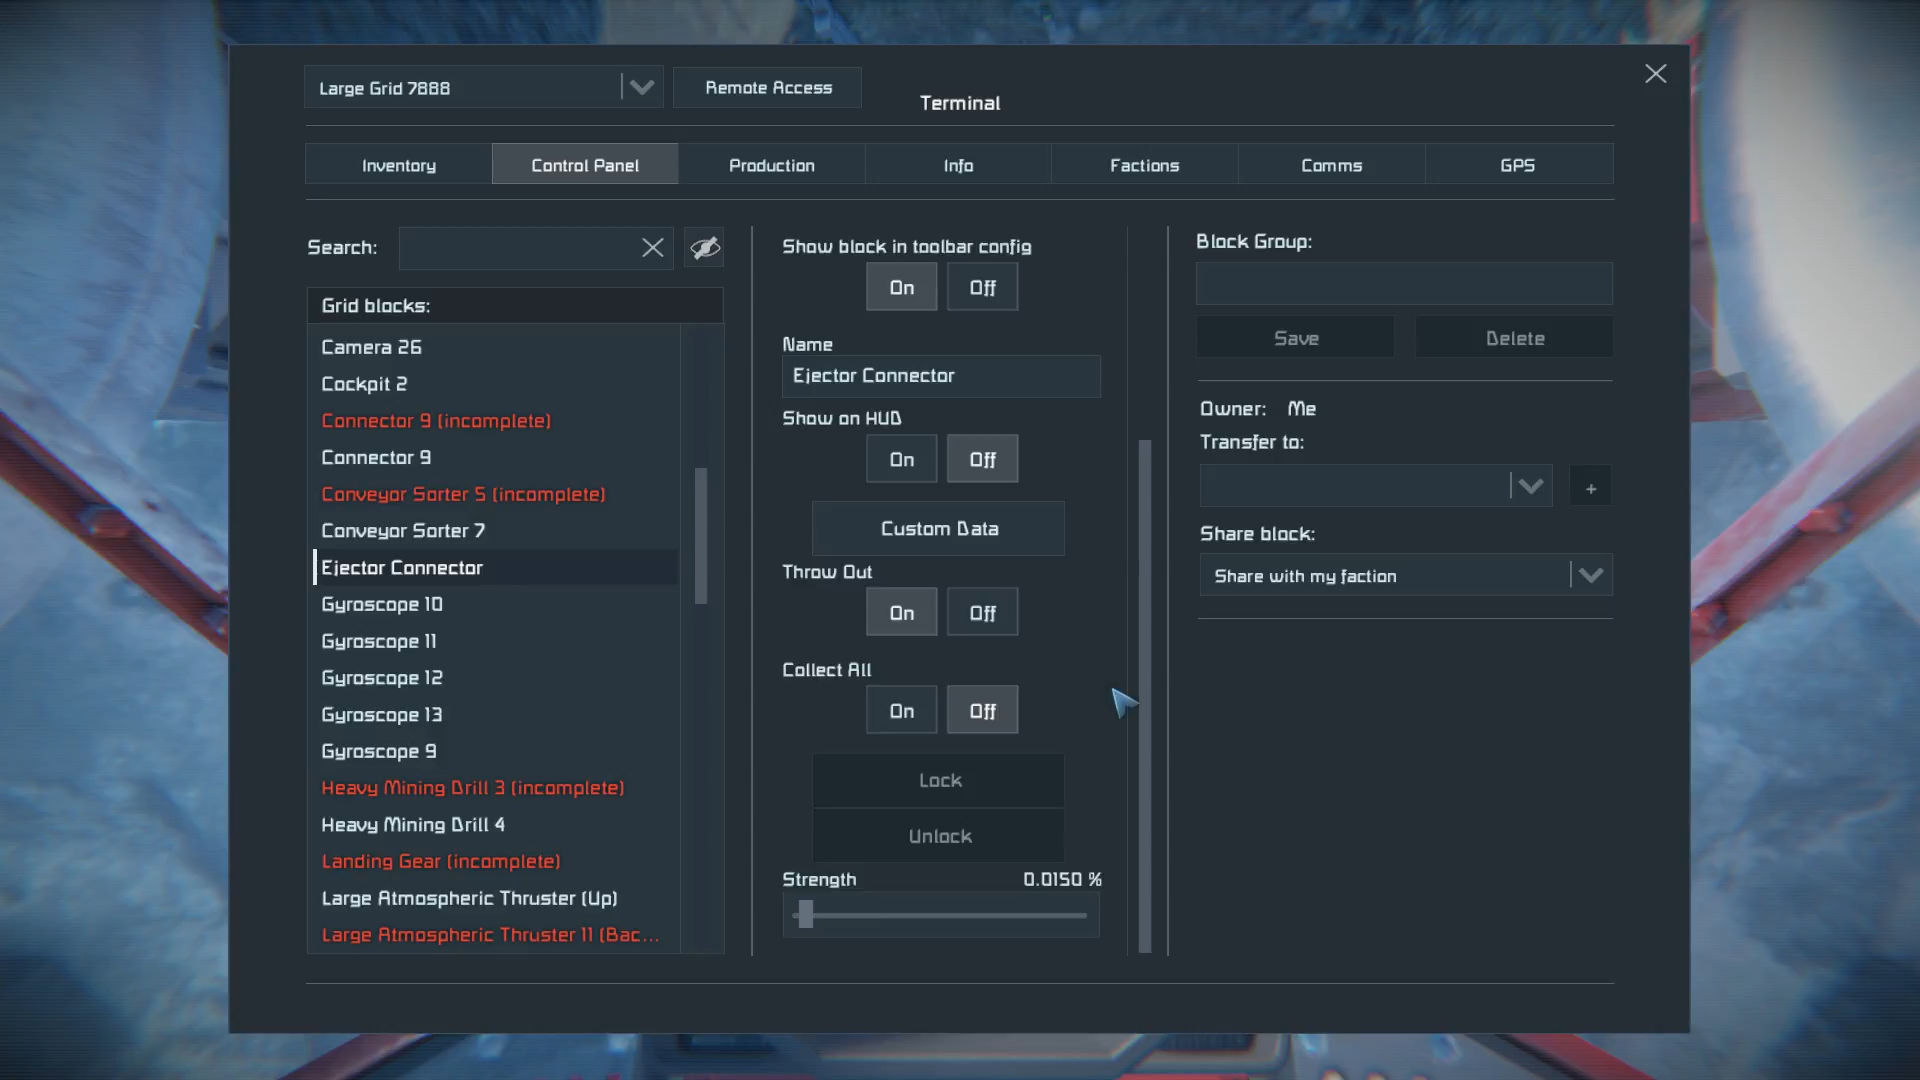 Large Grid 7888
Remote Access
Terminal
Inventory
Control Panel
Production
Info
Factions
Comms
GPS
Search:
Grid blocks:
Camera 26
Cockpit 2
Connector 9 (incomplete)
Connector 9
Conveyor Sorter 5 (incomplete)
Conveyor Sorter 7
Ejector Connector
Gyroscope 10
Gyroscope 11
Gyroscope 12
Gyroscope 13
Gyroscope 9
Heavy Mining Drill 3 (incomplete)
Heavy Mining Drill 4
Landing Gear (incomplete)
Large Atmospheric Thruster (Up)
Large Atmospheric Thruster 11 (Bac...
Show block in toolbar config
On Off
Name
Ejector Connector
Show on HUD
On Off
Custom Data
Throw Out
On Off
Collect All
On Off
Lock
Unlock
Strength 0.0150 %
Block Group:
Save Delete
Owner: Me
Transfer to:
+
Share block:
Share with my faction